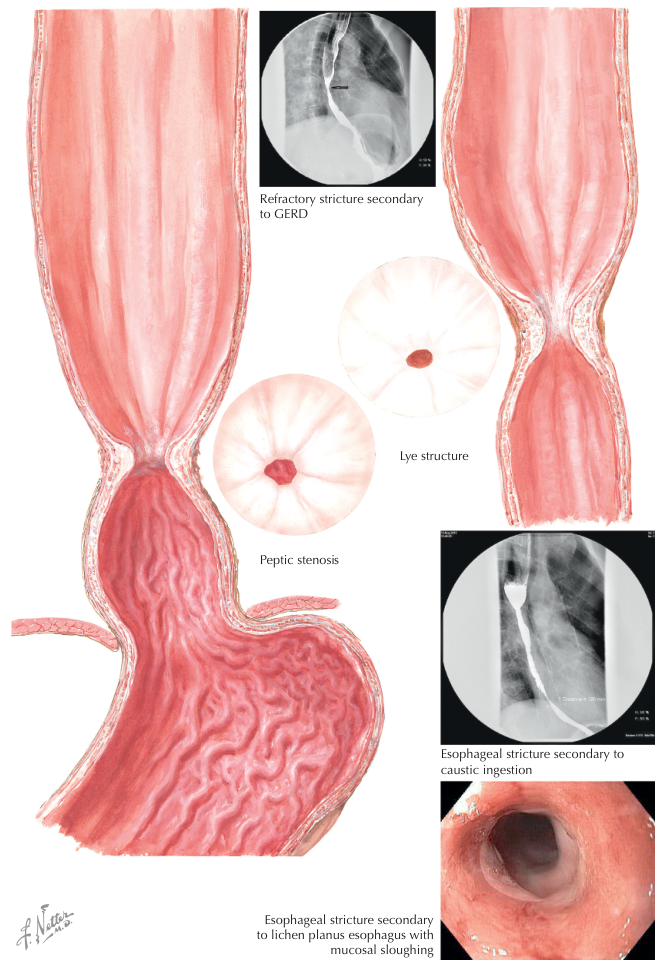 Refractory stricture secondary
to GERD
Lye structure
Peptic stenosis
Esophageal stricture secondary to
caustic ingestion
Esophageal stricture secondary
to lichen planus esophagus with
mucosal sloughing
F. Netter
M.D.